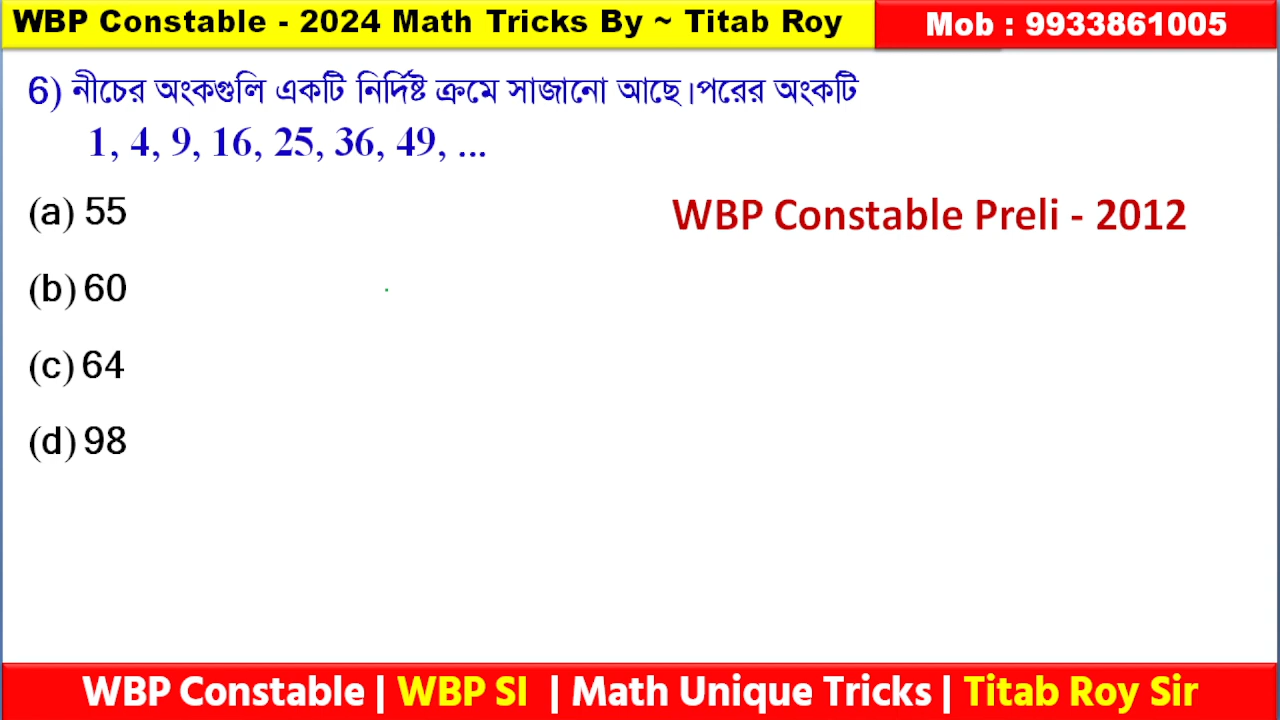 WBP Constable - 2024 Math Tricks By ~ Titab Roy
Mob : 9933861005
6) নীচের অংকগুলি একটি নির্দিষ্ট ক্রমে সাজানো আছে।পরের অংকটি
1, 4, 9, 16, 25, 36, 49, ...
(a) 55
WBP Constable Preli - 2012
(b) 60
(c) 64
(d) 98
WBP Constable | WBP SI | Math Unique Tricks | Titab Roy Sir